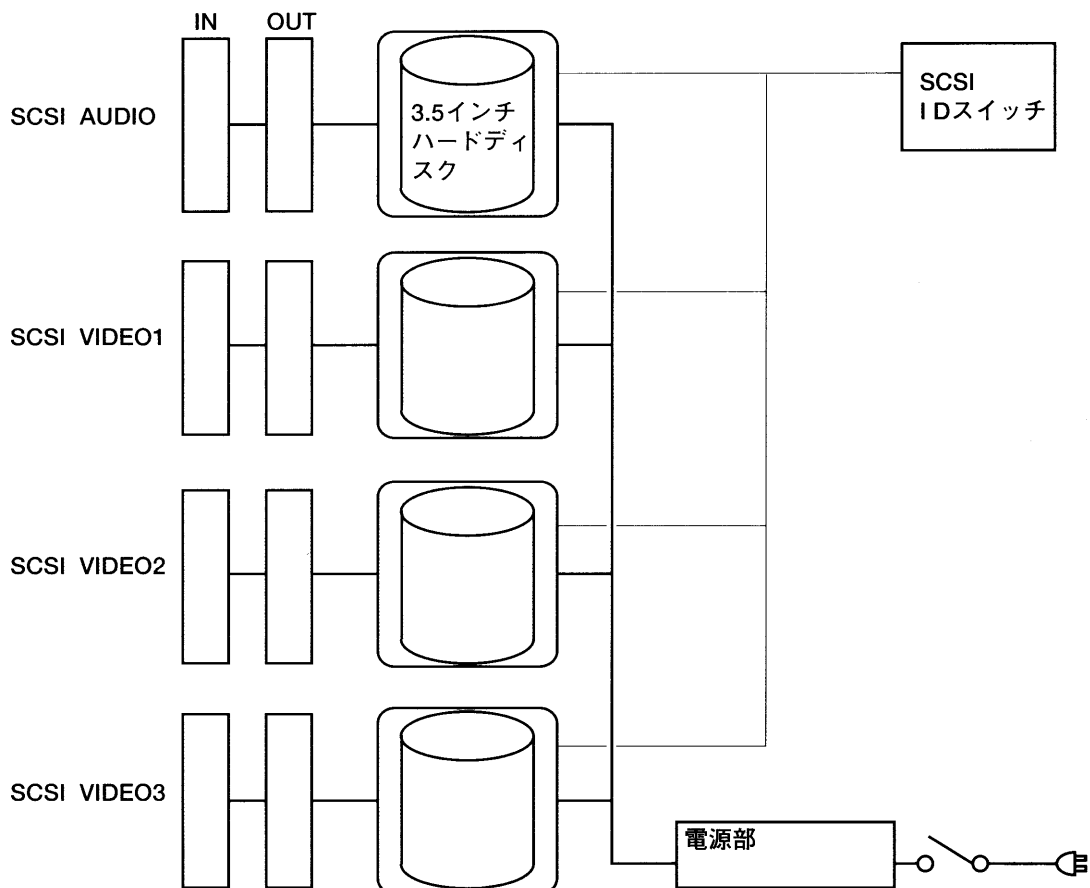 IN OUT
SCSI AUDIO
3.5インチ
ハードディ
スク
SCSI
IDスイッチ
SCSI VIDEO1
SCSI VIDEO2
SCSI VIDEO3
電源部